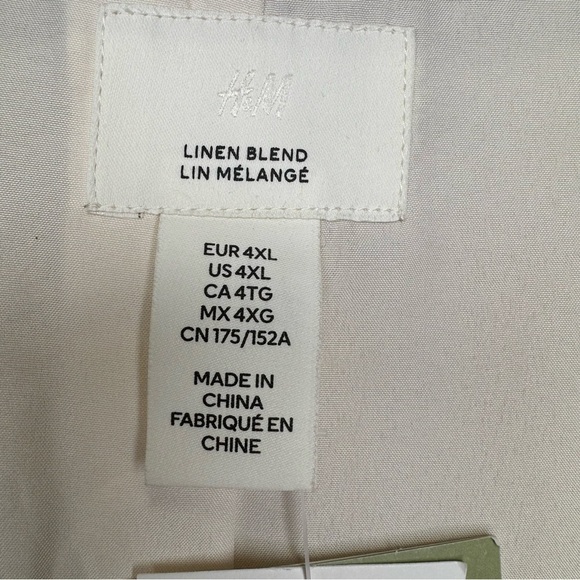 H&M
LINEN BLEND
LIN MÉLANGÉ
EUR 4XL
US 4XL
CA 4TG
MX 4XG
CN 175/152A
MADE IN
CHINA
FABRIQUÉ EN
CHINE